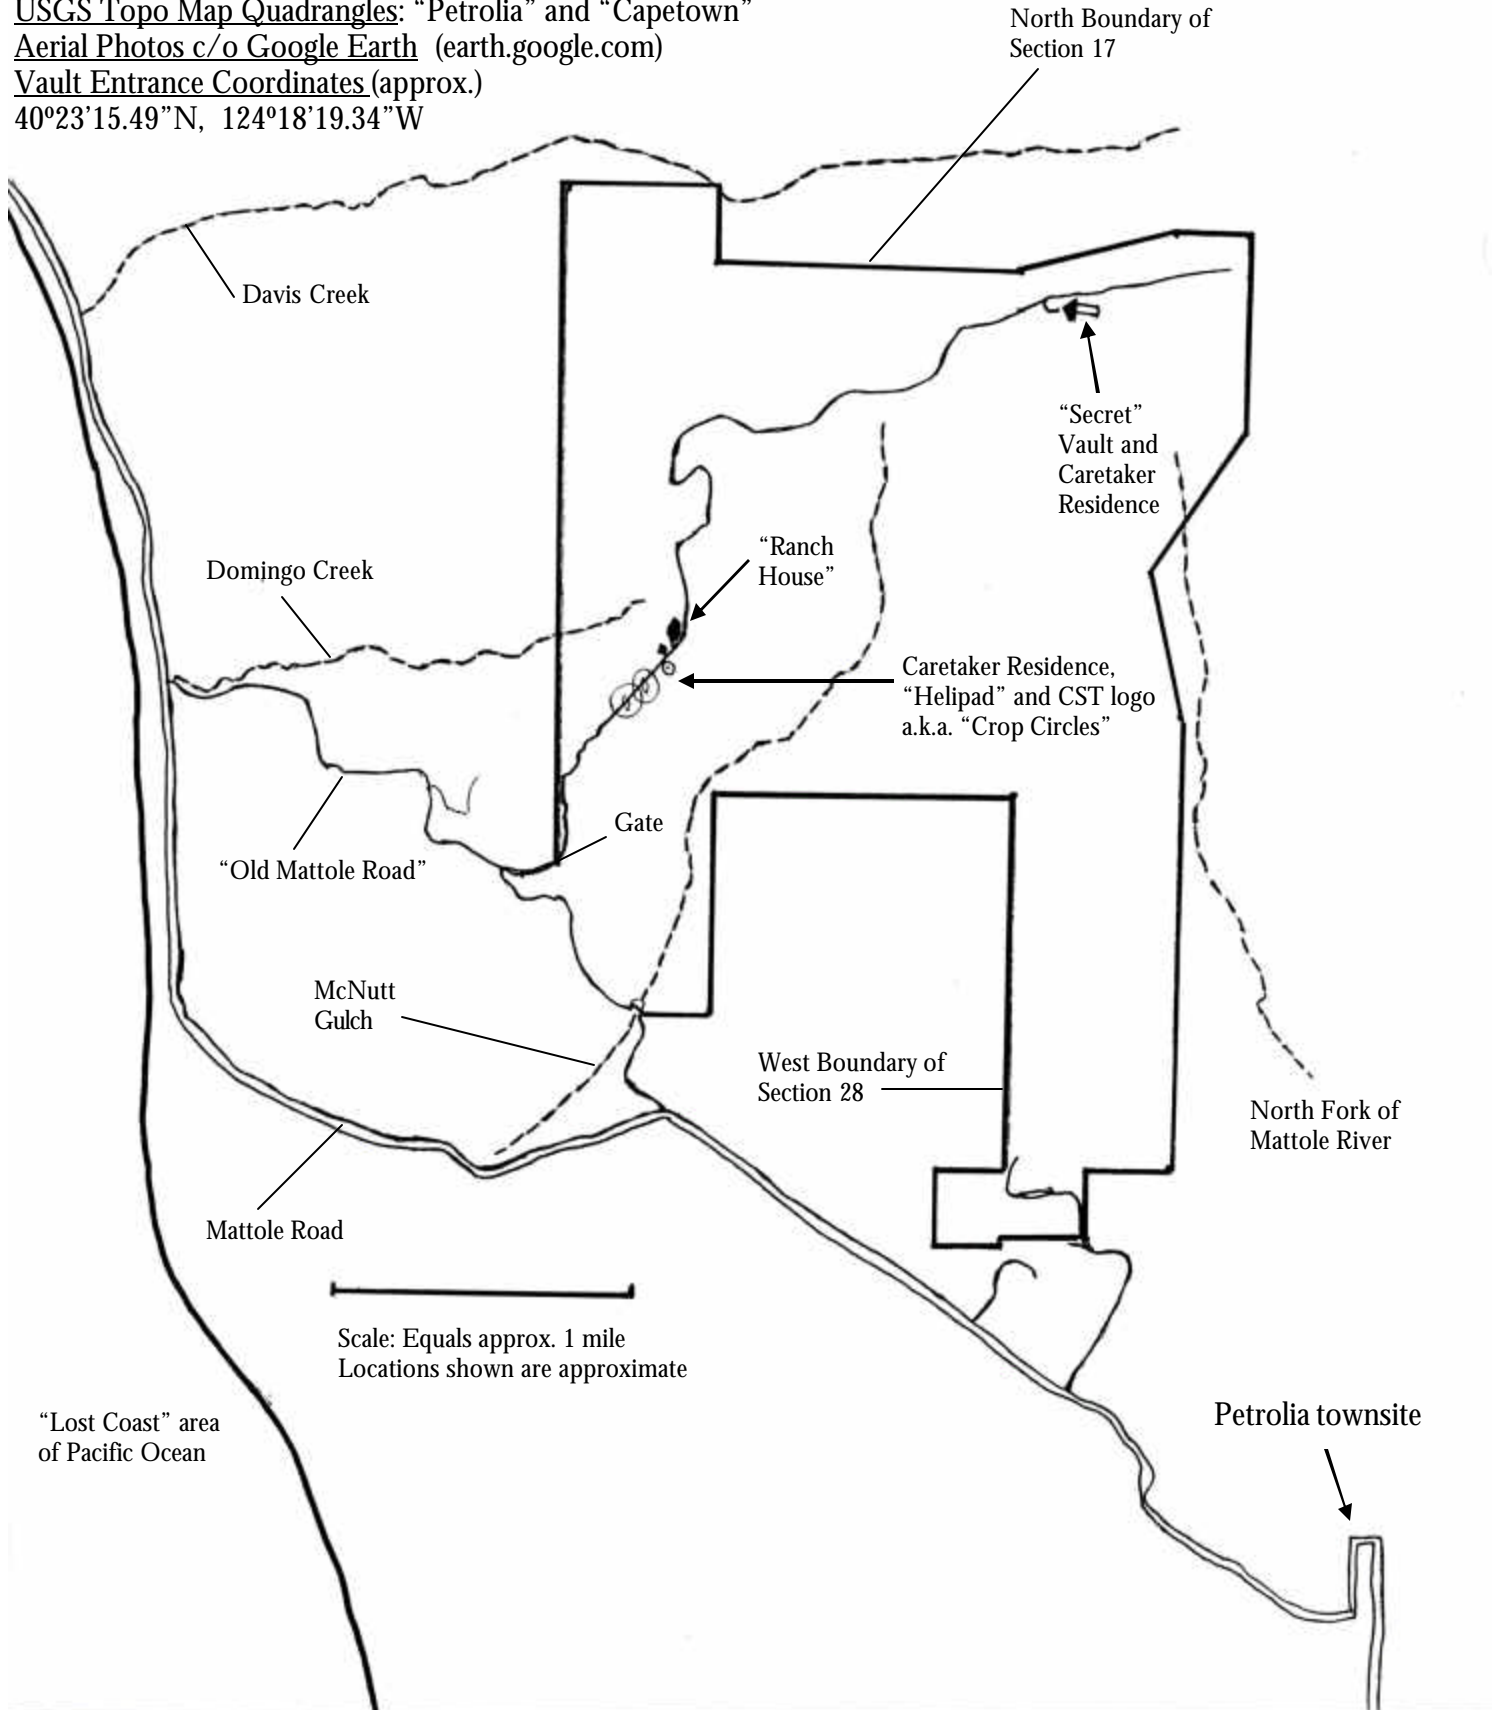 USGS Topo Map Quadrangles: “Petrolia” and “Capetown”
Aerial Photos c/o Google Earth (earth.google.com)
Vault Entrance Coordinates (approx.)
40º23’15.49”N, 124º18’19.34”W
North Boundary of
Section 17
Davis Creek
“Secret”
Vault and
Caretaker
Residence
“Ranch
House”
Domingo Creek
Caretaker Residence,
“Helipad” and CST logo
a.k.a. “Crop Circles”
Gate
“Old Mattole Road”
McNutt
Gulch
West Boundary of
Section 28
North Fork of
Mattole River
Mattole Road
Scale: Equals approx. 1 mile
Locations shown are approximate
“Lost Coast” area
of Pacific Ocean
Petrolia townsite